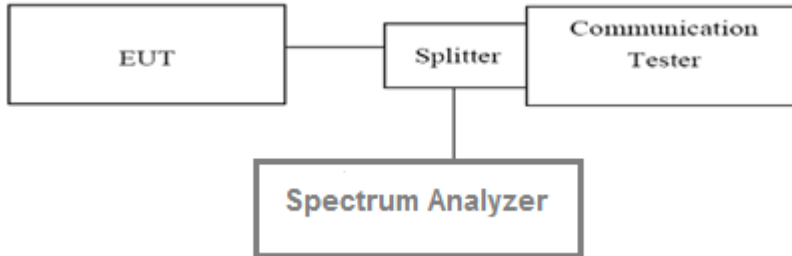 EUT
Splitter
Communication
Tester
Spectrum Analyzer